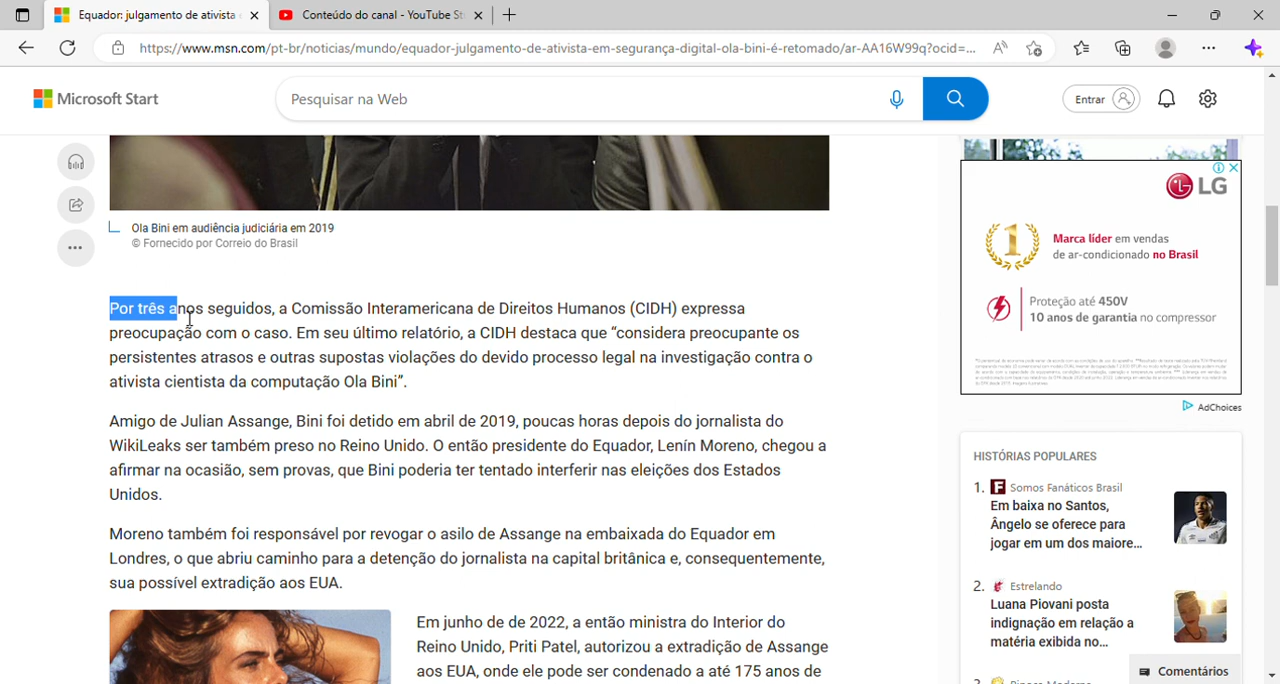 Equador: julgamento de ativista
Conteúdo do canal - YouTube St
https://www.msn.com/pt-br/noticias/mundo/equador-julgamento-de-ativista-em-segurança-digital-ola-bini-é-retomado/ar-AA16W99q?ocid=...
Microsoft Start
Pesquisar na Web
Entrar
Ola Bini em audiência judiciária em 2019
© Fornecido por Correio do Brasil
Por três anos seguidos, a Comissão Interamericana de Direitos Humanos (CIDH) expressa
preocupação com o caso. Em seu último relatório, a CIDH destaca que “considera preocupante os
persistentes atrasos e outras supostas violações do devido processo legal na investigação contra o
ativista cientista da computação Ola Bini”.
Amigo de Julian Assange, Bini foi detido em abril de 2019, poucas horas depois do jornalista do
WikiLeaks ser também preso no Reino Unido. O então presidente do Equador, Lenín Moreno, chegou a
afirmar na ocasião, sem provas, que Bini poderia ter tentado interferir nas eleições dos Estados
Unidos.
Moreno também foi responsável por revogar o asilo de Assange na embaixada do Equador em
Londres, o que abriu caminho para a detenção do jornalista na capital britânica e, consequentemente,
sua possível extradição aos EUA.
Em junho de de 2022, a então ministra do Interior do
Reino Unido, Priti Patel, autorizou a extradição de Assange
aos EUA, onde ele pode ser condenado a até 175 anos de
LG
1
Marca líder em vendas
de ar-condicionado no Brasil
Proteção até 450V
10 anos de garantia no compressor
AdChoices
HISTÓRIAS POPULARES
1. F Somos Fanáticos Brasil
Em baixa no Santos,
Ângelo se oferece para
jogar em um dos maiore...
2. Estrelando
Luana Piovani posta
indignação em relação a
matéria exibida no...
Comentários